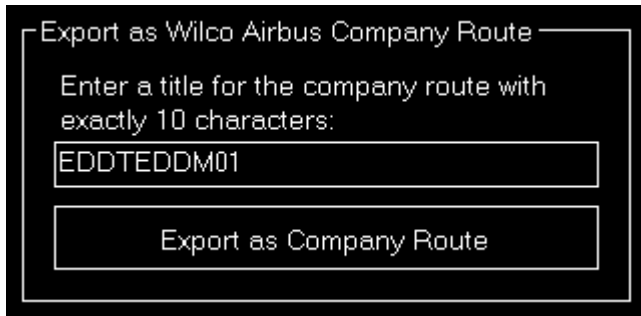 Export as Wilco Airbus Company Route
Enter a title for the company route with
exactly 10 characters:
EDDTEDDM01
Export as Company Route